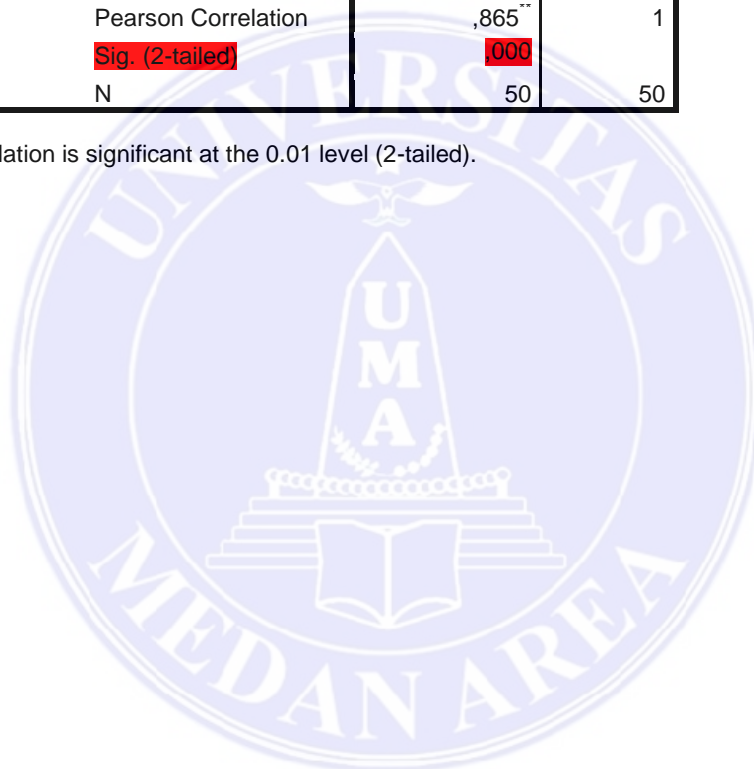 Pearson Correlation ,865** 1
Sig. (2-tailed) ,000
N 50 50
lation is significant at the 0.01 level (2-tailed).
UNIVERSITAS
UMA
MEDAN AREA